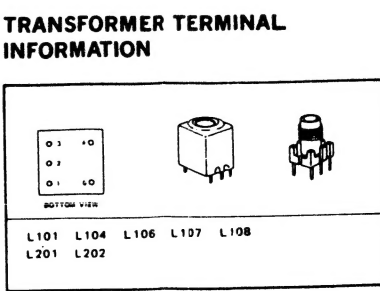 TRANSFORMER TERMINAL
INFORMATION
3 4
2
1 6
BOTTOM VIEW
L101 L104 L106 L107 L108
L201 L202